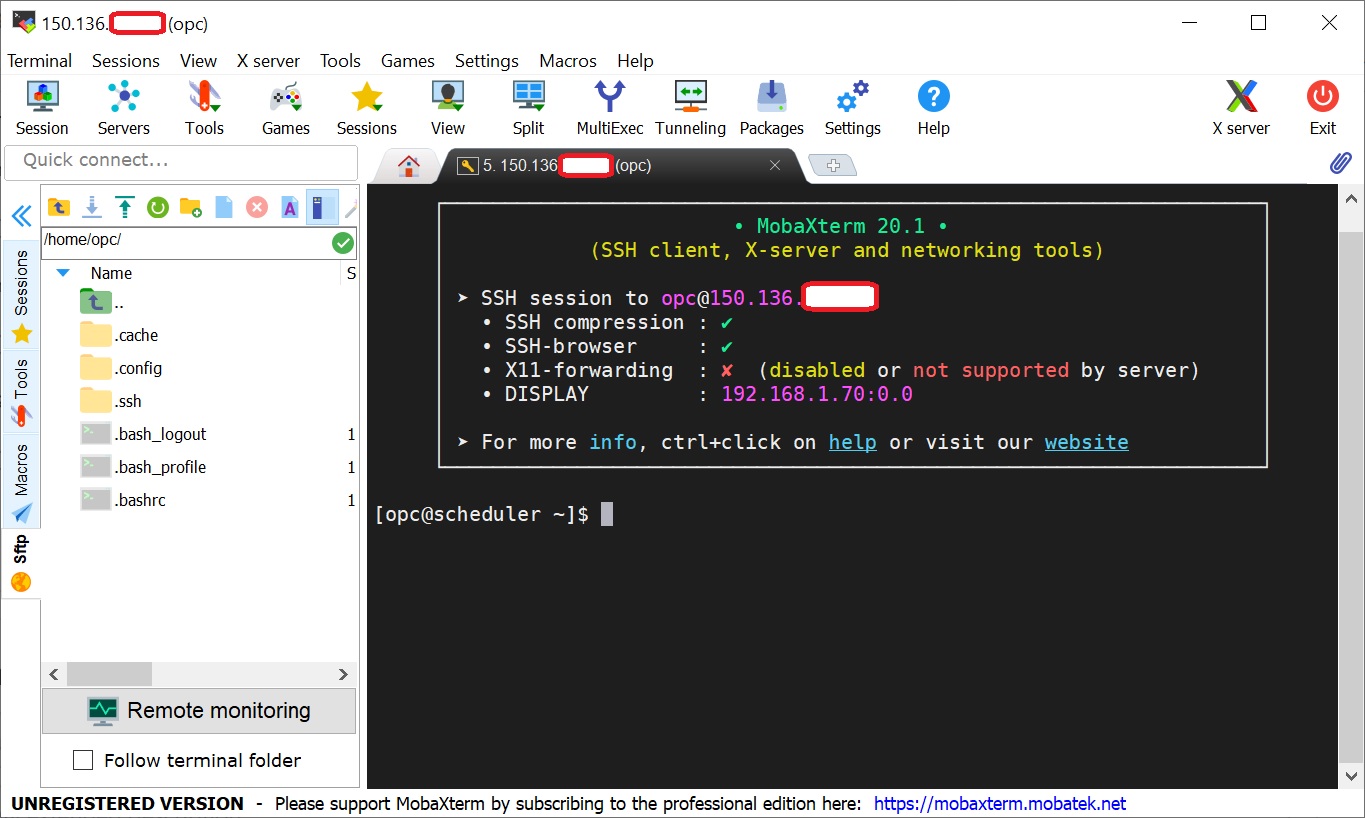 150.136. (opc)
Terminal Sessions View X server Tools Games Settings Macros Help
Session Servers Tools Games Sessions View Split MultiExec Tunneling Packages Settings Help X server Exit
Quick connect...
5. 150.136 (opc)
/home/opc/
Name S
..
.cache
.config
.ssh
.bash_logout 1
.bash_profile 1
.bashrc 1
Sessions
Tools
Macros
Sftp
Remote monitoring
Follow terminal folder
• MobaXterm 20.1 •
(SSH client, X-server and networking tools)
➤ SSH session to opc@150.136.
• SSH compression : ✔
• SSH-browser : ✔
• X11-forwarding : ✘ (disabled or not supported by server)
• DISPLAY : 192.168.1.70:0.0
➤ For more info, ctrl+click on help or visit our website
[opc@scheduler ~]$
UNREGISTERED VERSION - Please support MobaXterm by subscribing to the professional edition here: https://mobaxterm.mobatek.net